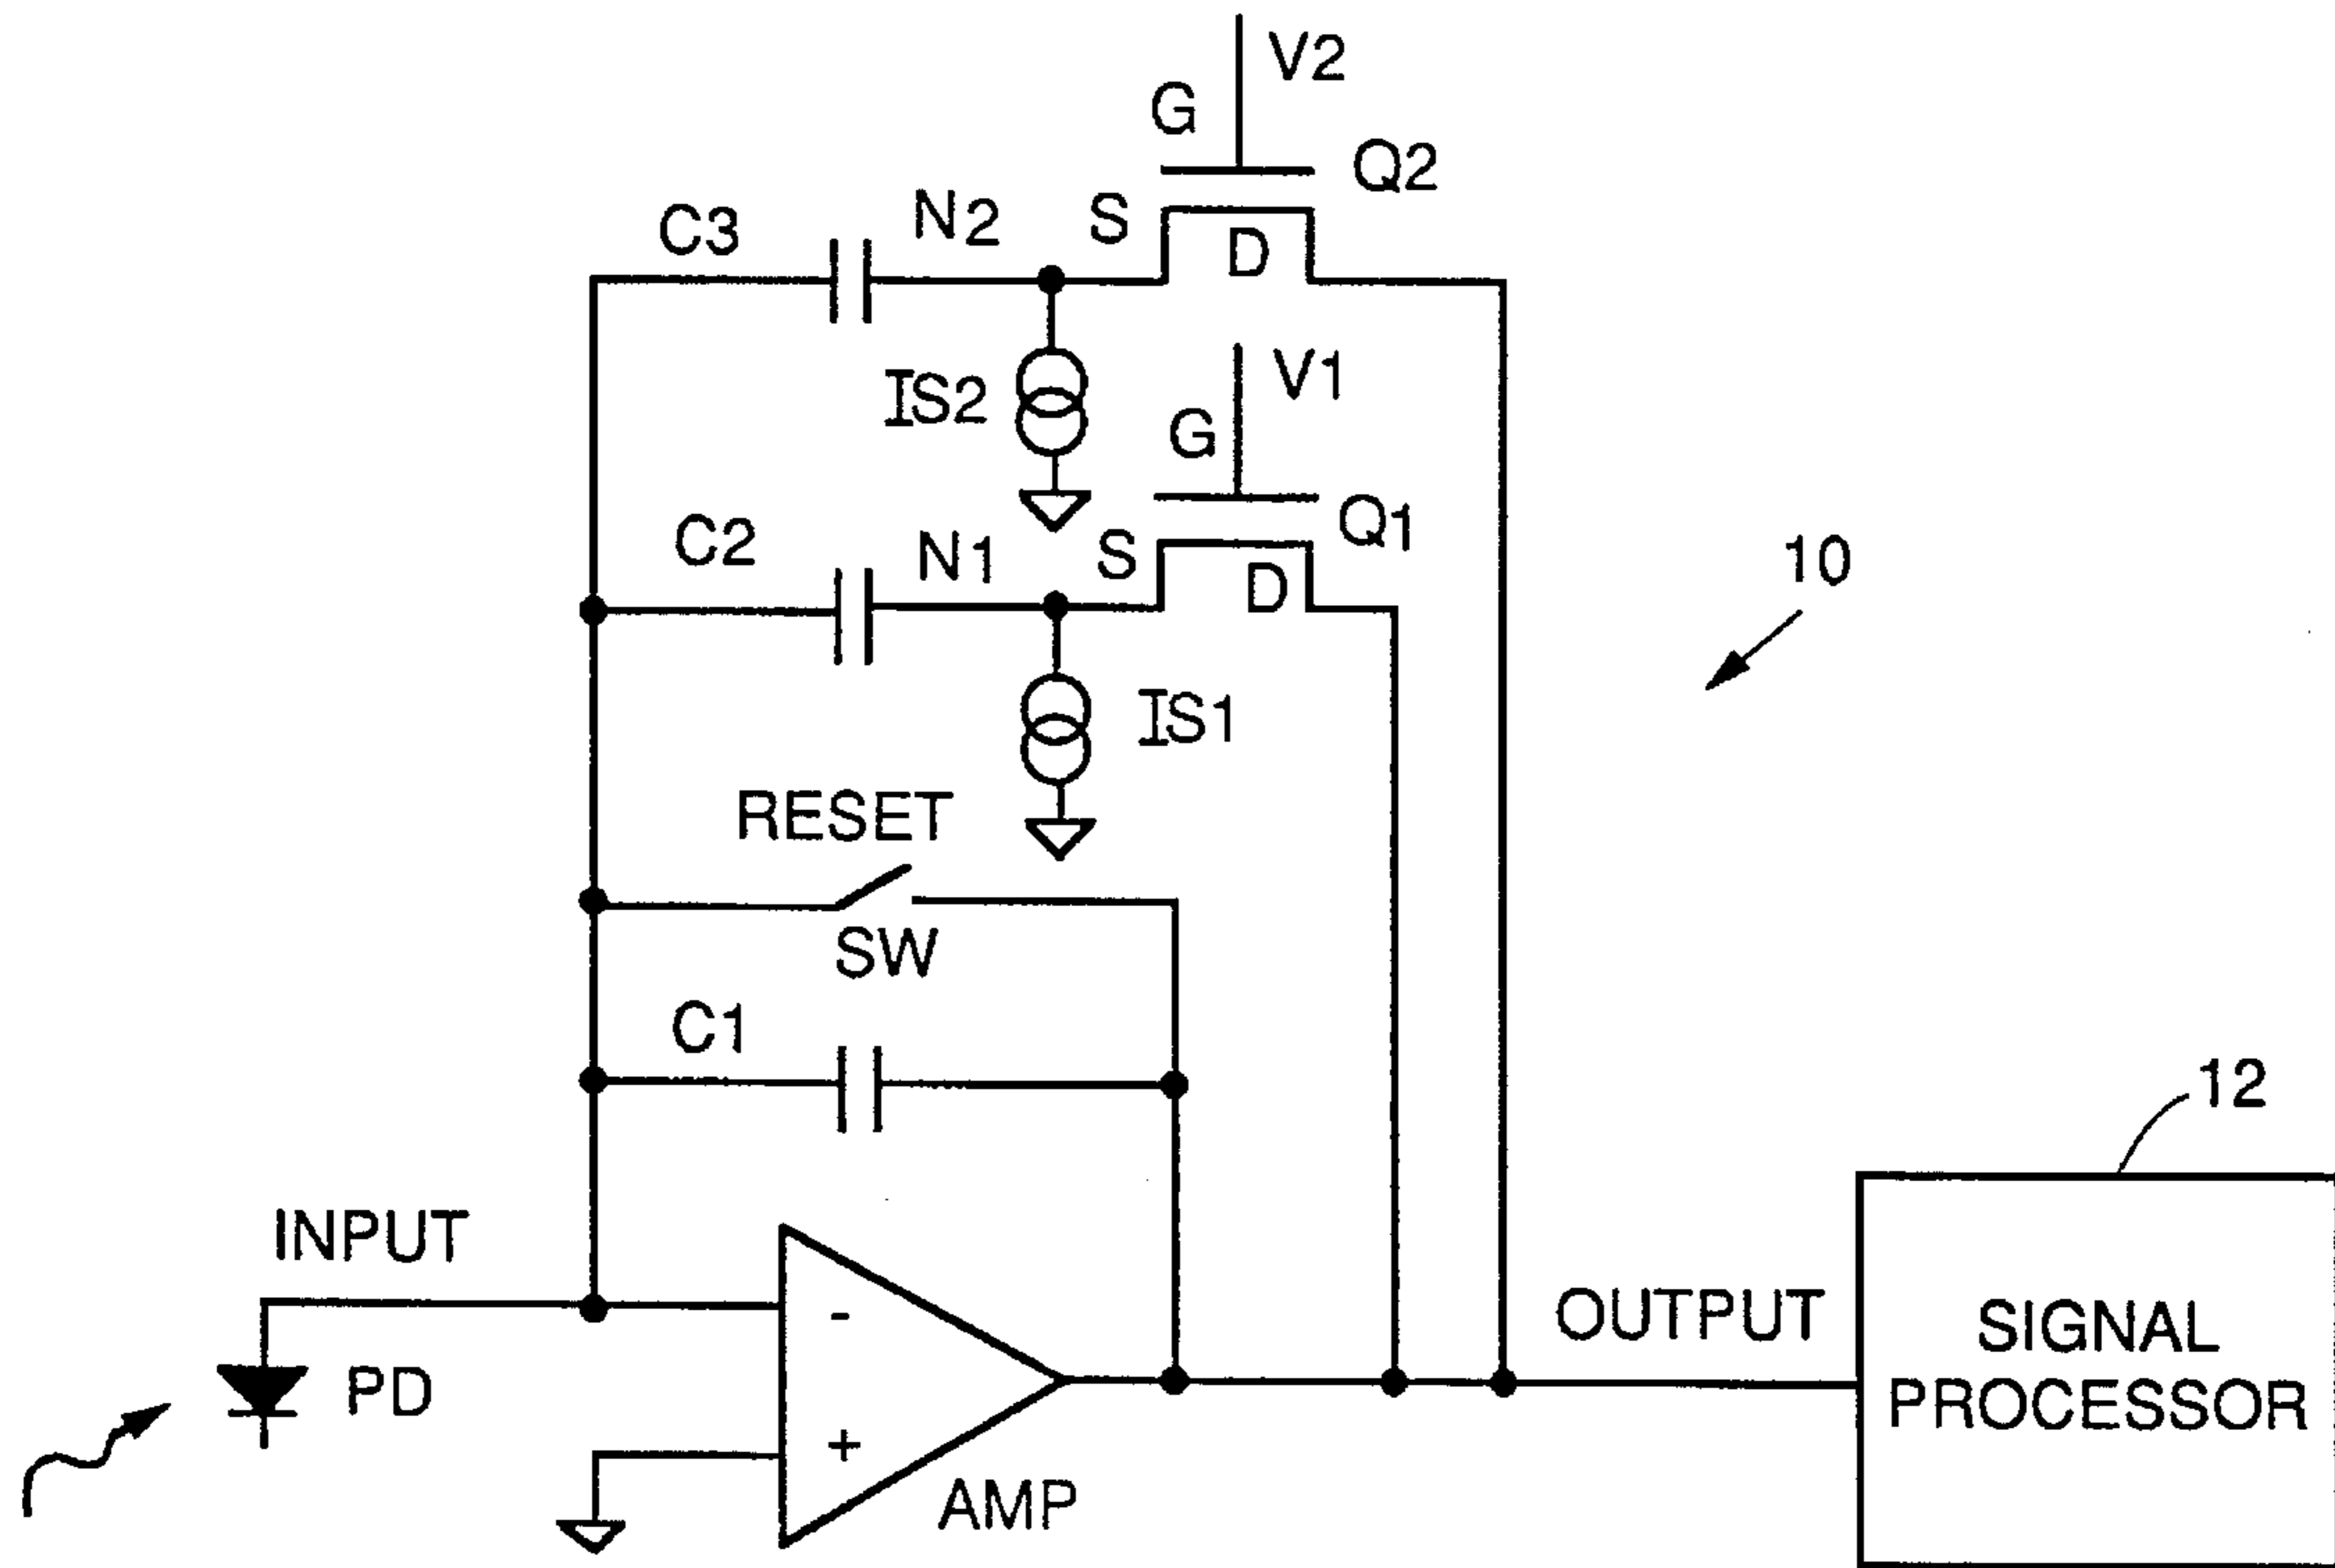 V2
G
Q2
N2
S
C3
D
V1
IS2
G
Q1
C2
N1
S
10
D
IS1
RESET
SW
C1
12
INPUT
OUTPUT
-
SIGNAL
PROCESSOR
PD
+
AMP